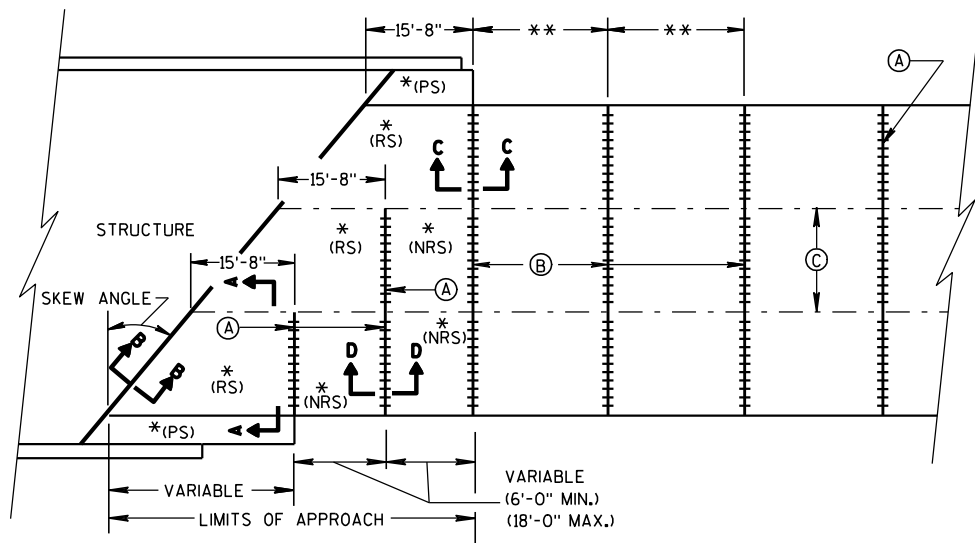 15'-8"
**
**
A
*(PS)
*
(RS)
C
C
15'-8"
STRUCTURE
*
(RS)
*
(NRS)
B
C
15'-8"
A
A
SKEW ANGLE
A
*
(NRS)
B
B
*
(RS)
D
D
*
(NRS)
*(PS)
A
VARIABLE
VARIABLE
(6'-0" MIN.)
(18'-0" MAX.)
LIMITS OF APPROACH